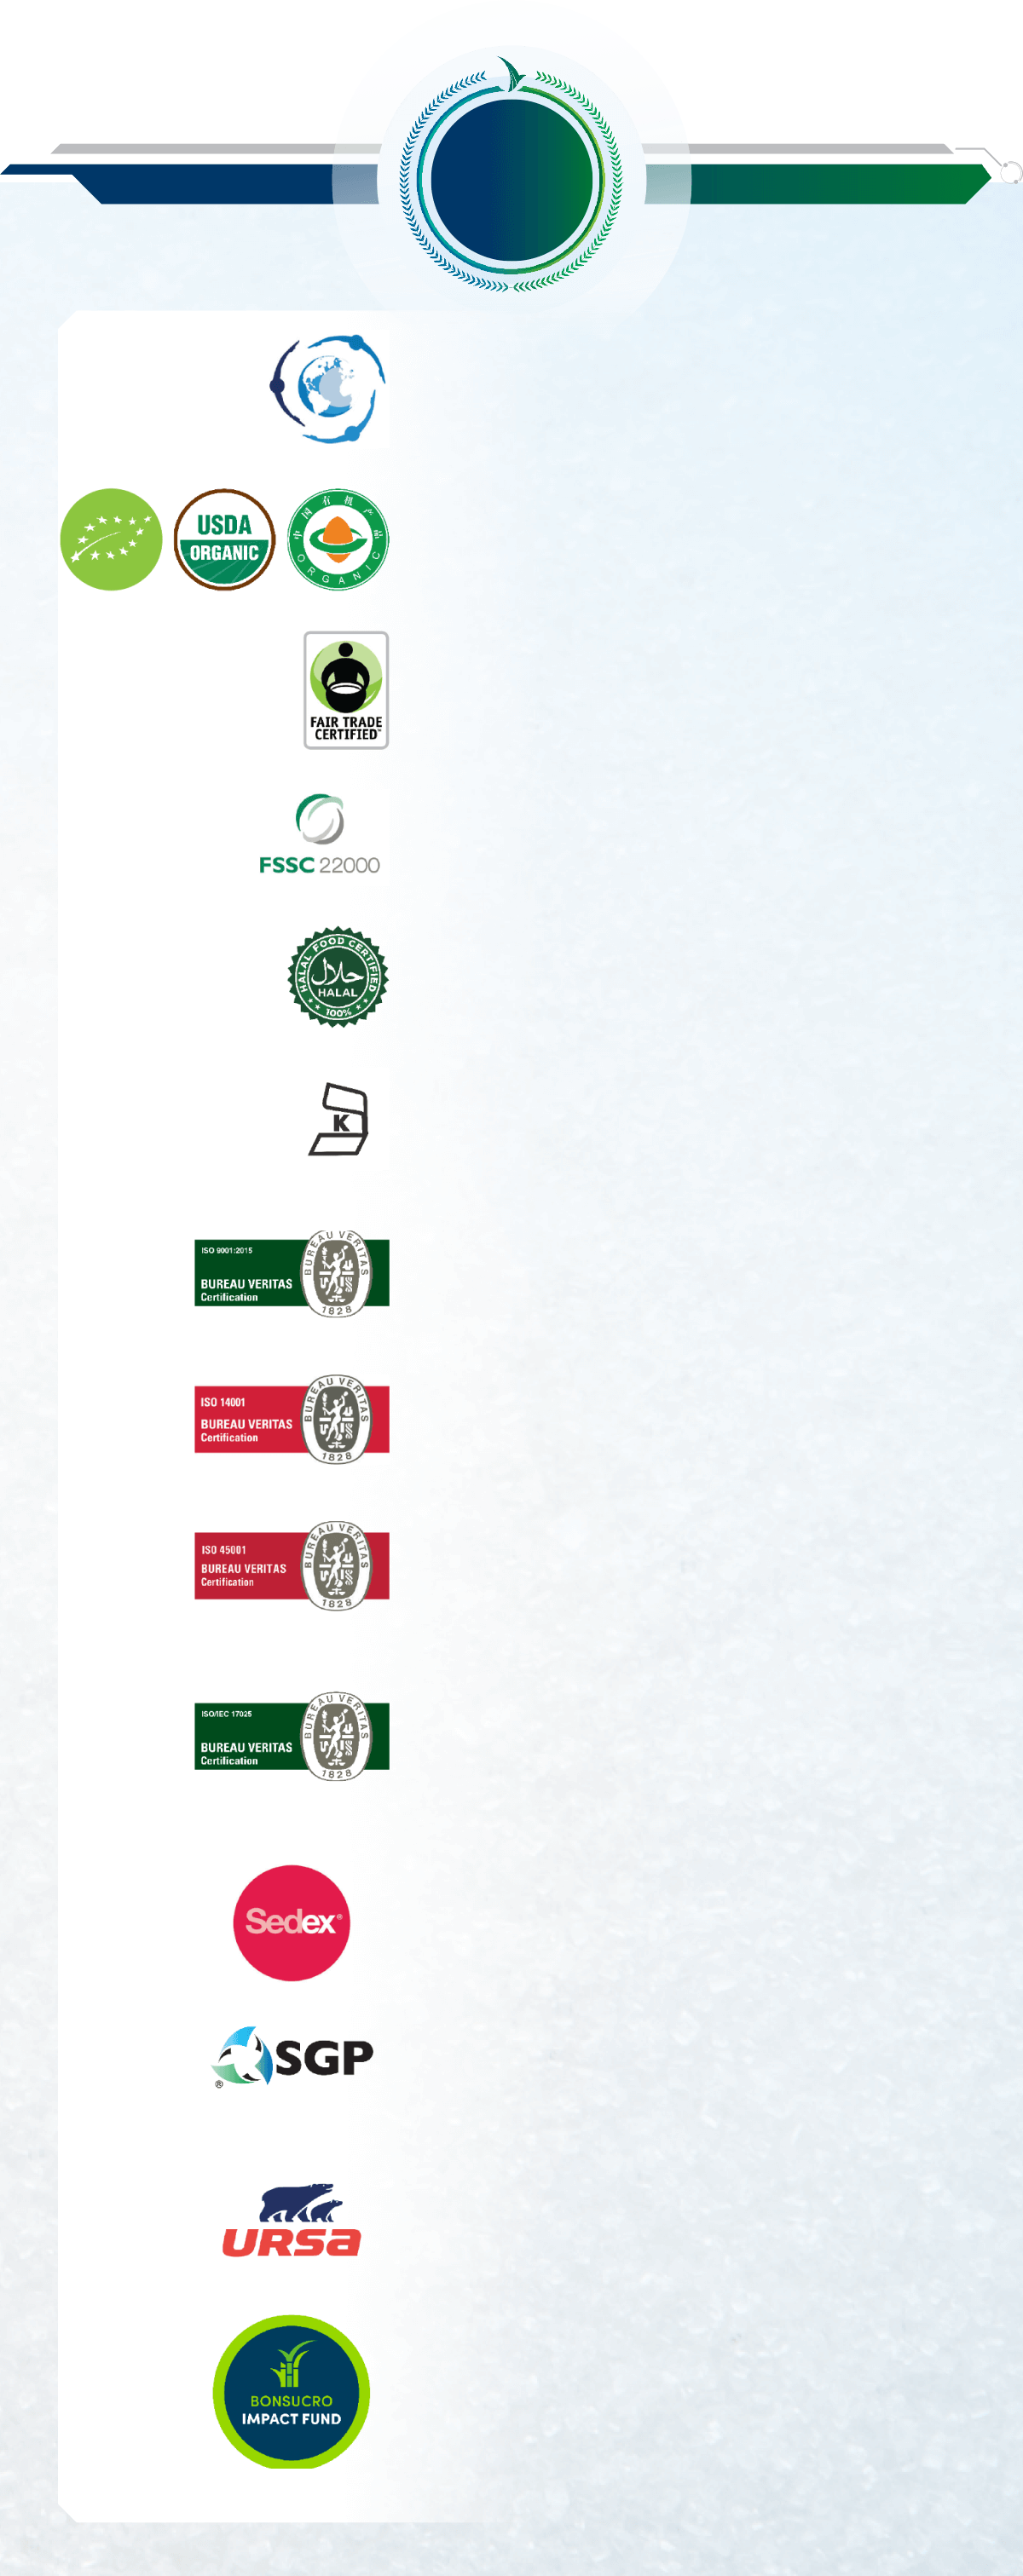 USDA
ORGANIC
中国有机产品
ORGANIC
FAIR TRADE
CERTIFIED™
FSSC 22000
HALAL FOOD CERTIFIED
حلال
HALAL
100%
K
ISO 9001:2015
BUREAU VERITAS
Certification
BUREAU VERITAS
1828
ISO 14001
BUREAU VERITAS
Certification
BUREAU VERITAS
1828
ISO 45001
BUREAU VERITAS
Certification
BUREAU VERITAS
1828
ISO/IEC 17025
BUREAU VERITAS
Certification
BUREAU VERITAS
1828
Sedex®
SGP
®
URSA
BONSUCRO
IMPACT FUND